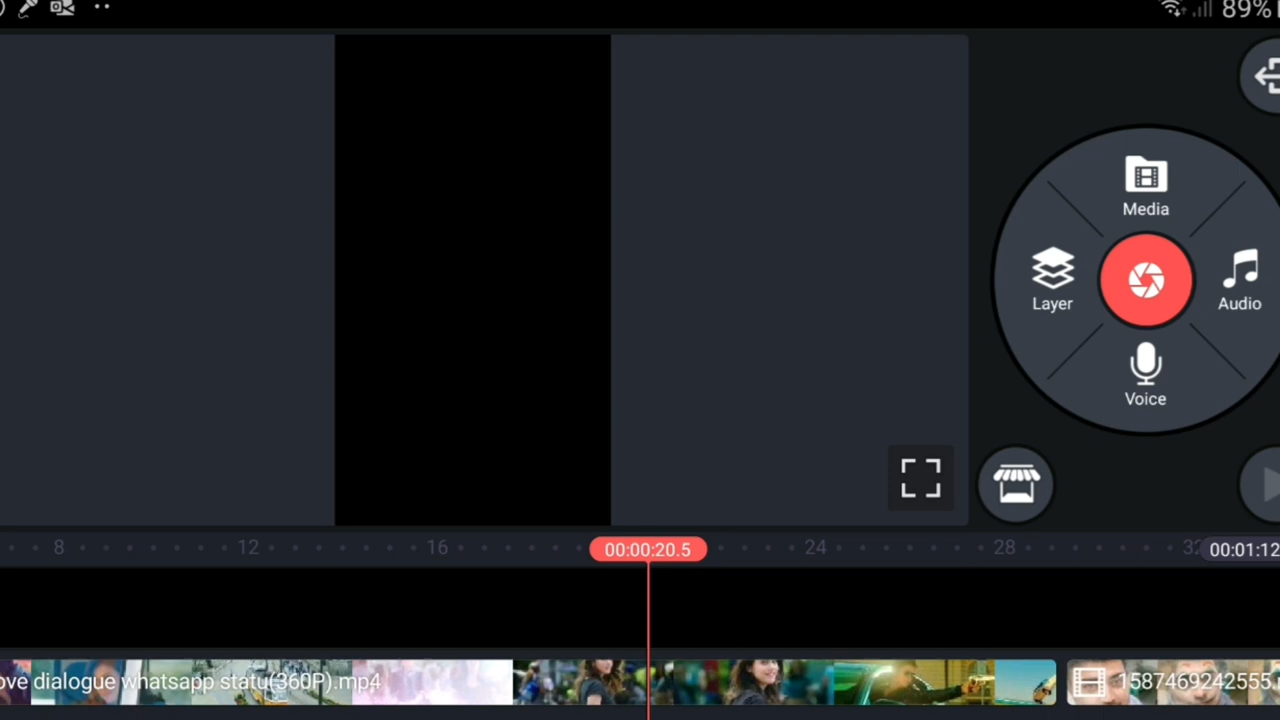 89%
Media
Layer
Audio
Voice
8 12 16 00:00:20.5 24 28 32 00:01:12
ove dialogue whatsapp statu(360P).mp4
1587469242555